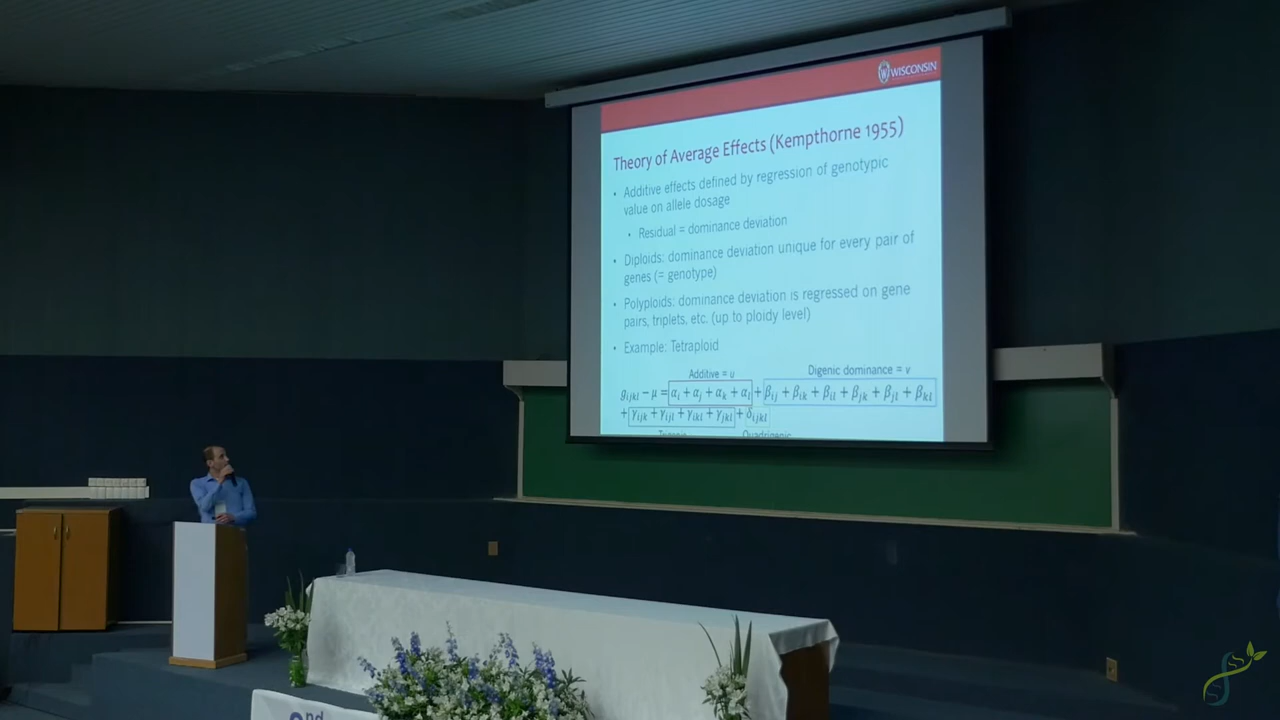 WISCONSIN
Theory of Average Effects (Kempthorne 1955)
• Additive effects defined by regression of genotypic
value on allele dosage
• Residual = dominance deviation
• Diploids: dominance deviation unique for every pair of
genes (= genotype)
• Polyploids: dominance deviation is regressed on gene
pairs, triplets, etc. (up to ploidy level)
• Example: Tetraploid
Additive = u
Digenic dominance = v
g_ijkl − μ = α_i + α_j + α_k + α_l + β_ij + β_ik + β_il + β_jk + β_jl + β_kl
+ γ_ijk + γ_ijl + γ_ikl + γ_jkl + δ_ijkl
Trigenic Quadrigenic
2nd